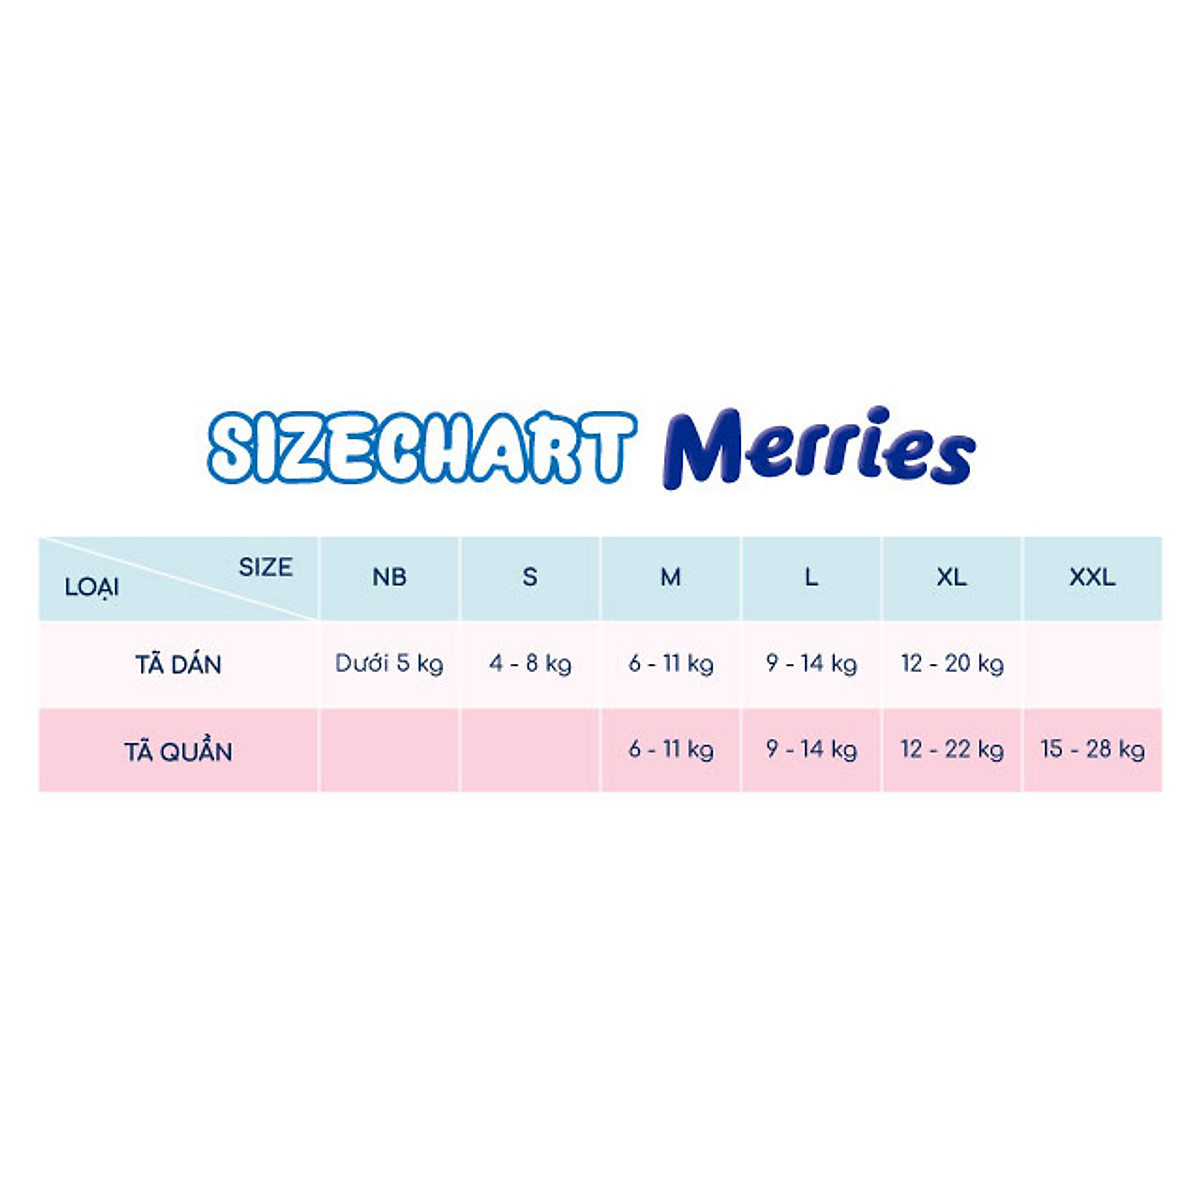 SIZECHART Merries
LOẠI SIZE NB S M L XL XXL
TÃ DÁN Dưới 5 kg 4 - 8 kg 6 - 11 kg 9 - 14 kg 12 - 20 kg
TÃ QUẦN 6 - 11 kg 9 - 14 kg 12 - 22 kg 15 - 28 kg